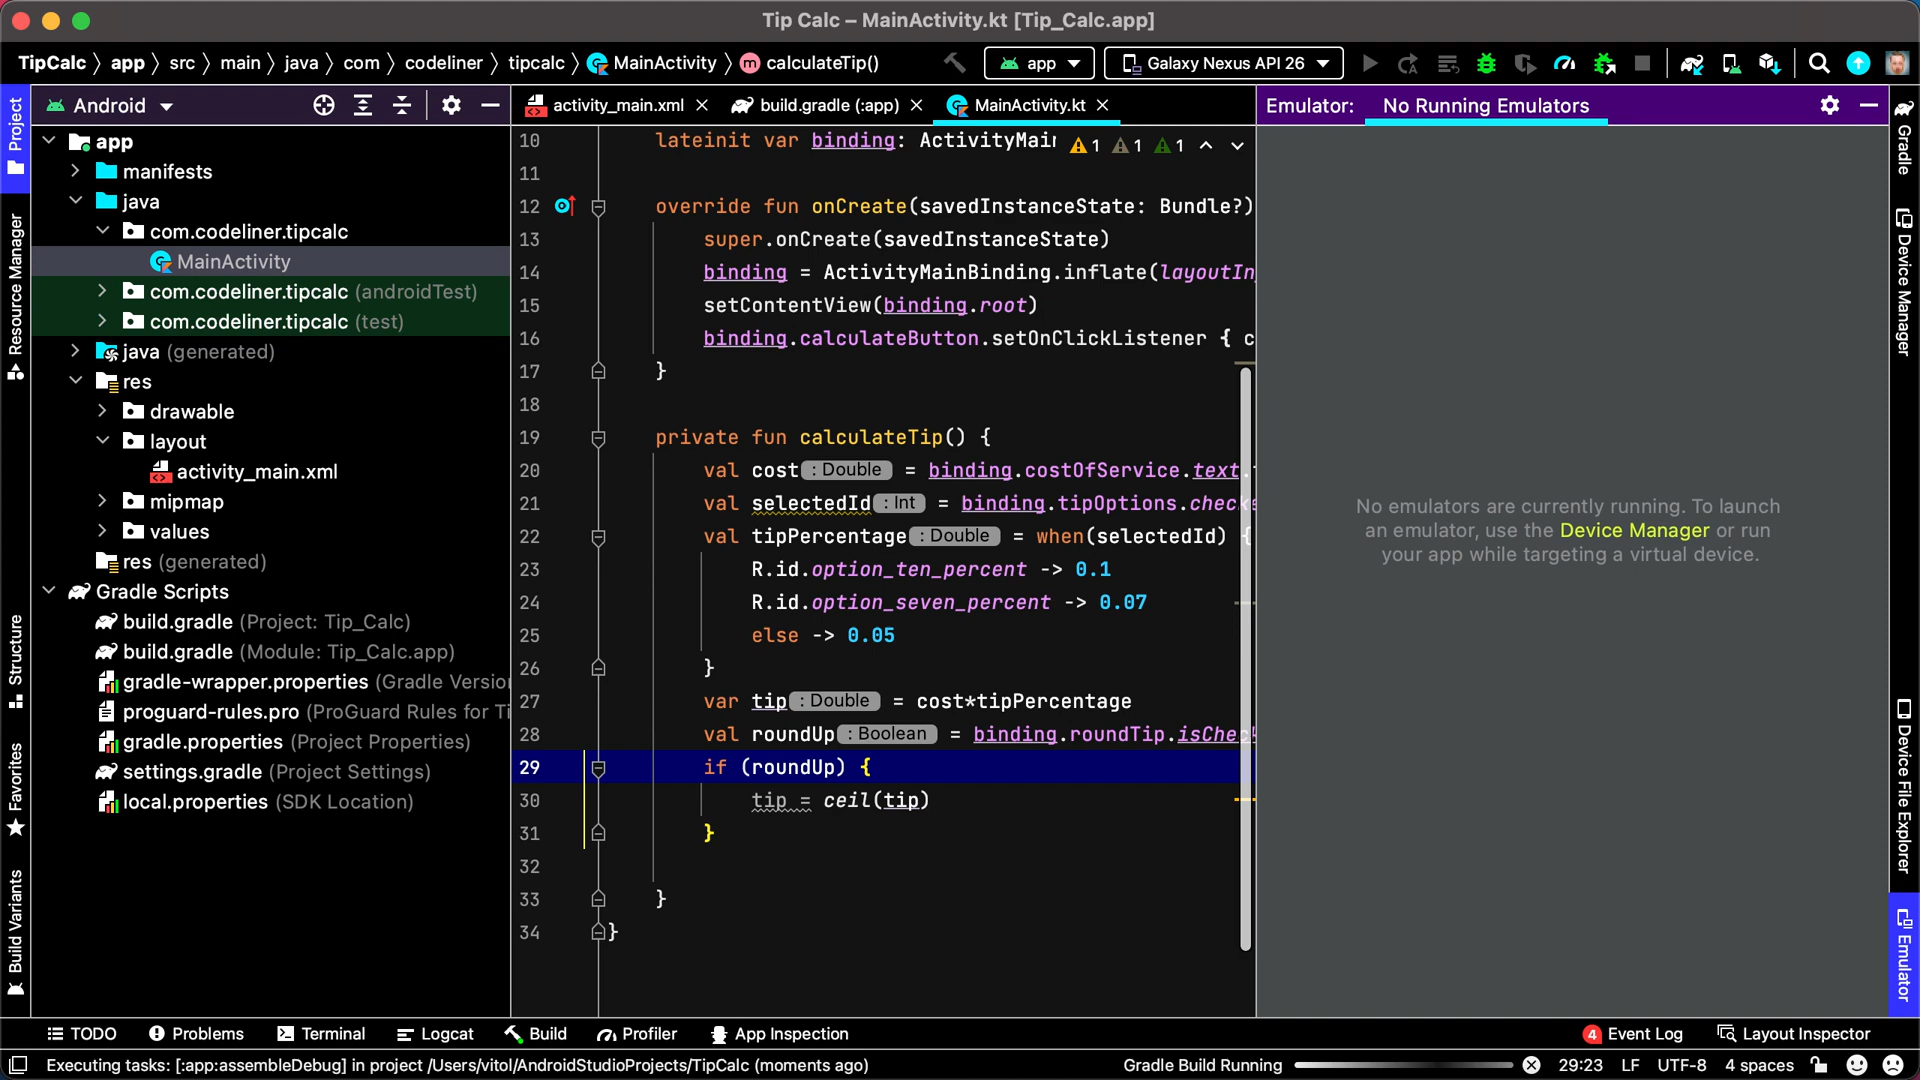 Tip Calc – MainActivity.kt [Tip_Calc.app]
TipCalc app src main java com codeliner tipcalc MainActivity m calculateTip() app Galaxy Nexus API 26
Project
Resource Manager
Structure
Favorites
Build Variants
Android
app
manifests
java
com.codeliner.tipcalc
MainActivity
com.codeliner.tipcalc (androidTest)
com.codeliner.tipcalc (test)
java (generated)
res
drawable
layout
activity_main.xml
mipmap
values
res (generated)
Gradle Scripts
build.gradle (Project: Tip_Calc)
build.gradle (Module: Tip_Calc.app)
gradle-wrapper.properties (Gradle Version
proguard-rules.pro (ProGuard Rules for Ti
gradle.properties (Project Properties)
settings.gradle (Project Settings)
local.properties (SDK Location)
activity_main.xml build.gradle (:app) MainActivity.kt
10 lateinit var binding: ActivityMain 1 1 1
11
12 override fun onCreate(savedInstanceState: Bundle?)
13 super.onCreate(savedInstanceState)
14 binding = ActivityMainBinding.inflate(layoutIn
15 setContentView(binding.root)
16 binding.calculateButton.setOnClickListener { c
17 }
18
19 private fun calculateTip() {
20 val cost : Double = binding.costOfService.text.
21 val selectedId : Int = binding.tipOptions.checke
22 val tipPercentage : Double = when(selectedId) {
23 R.id.option_ten_percent -> 0.1
24 R.id.option_seven_percent -> 0.07
25 else -> 0.05
26 }
27 var tip : Double = cost*tipPercentage
28 val roundUp : Boolean = binding.roundTip.isCheck
29 if (roundUp) {
30 tip = ceil(tip)
31 }
32
33 }
34 }
Emulator: No Running Emulators
No emulators are currently running. To launch
an emulator, use the Device Manager or run
your app while targeting a virtual device.
Gradle
Device Manager
Device File Explorer
Emulator
TODO Problems Terminal Logcat Build Profiler App Inspection 4 Event Log Layout Inspector
Executing tasks: [:app:assembleDebug] in project /Users/vitol/AndroidStudioProjects/TipCalc (moments ago) Gradle Build Running 29:23 LF UTF-8 4 spaces